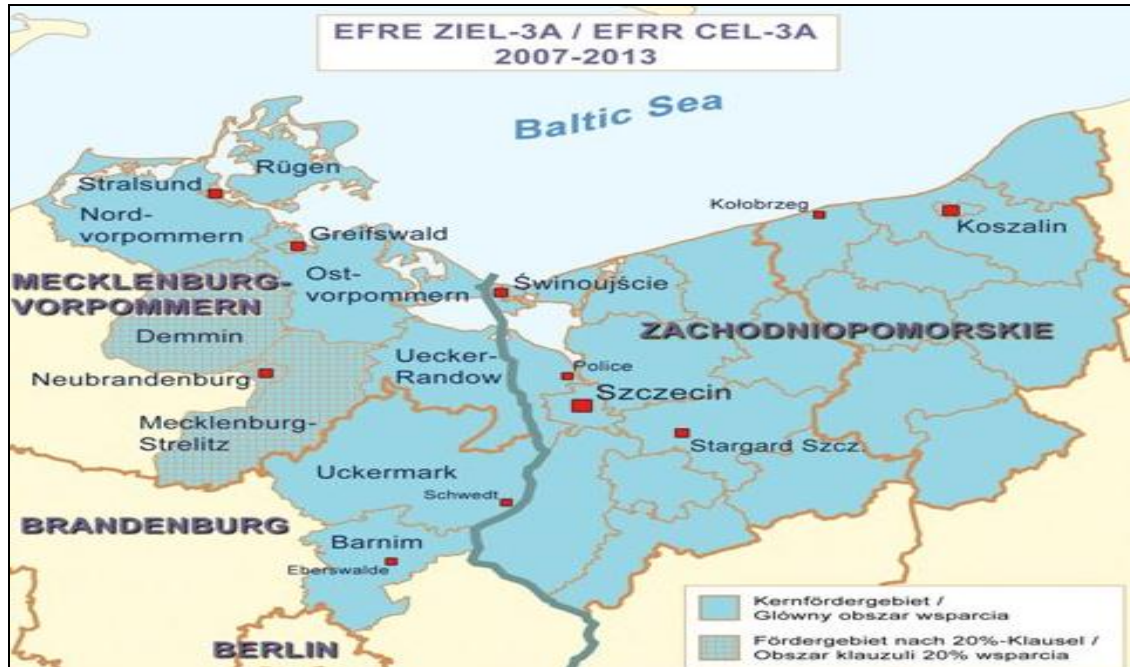 EFRE ZIEL-3A / EFRR CEL-3A
2007-2013
Baltic Sea
Rügen
Stralsund
Nord-
vorpommern
Greifswald
Kołobrzeg
Koszalin
MECKLENBURG-
VORPOMMERN
Ost-
vorpommern
Świnoujście
ZACHODNIOPOMORSKIE
Demmin
Neubrandenburg
Uecker-
Randow
Police
Szczecin
Mecklenburg-
Strelitz
Stargard Szcz.
Uckermark
Schwedt
BRANDENBURG
Barnim
Eberswalde
BERLIN
Kernfördergebiet /
Główny obszar wsparcia
Fördergebiet nach 20%-Klausel /
Obszar klauzuli 20% wsparcia